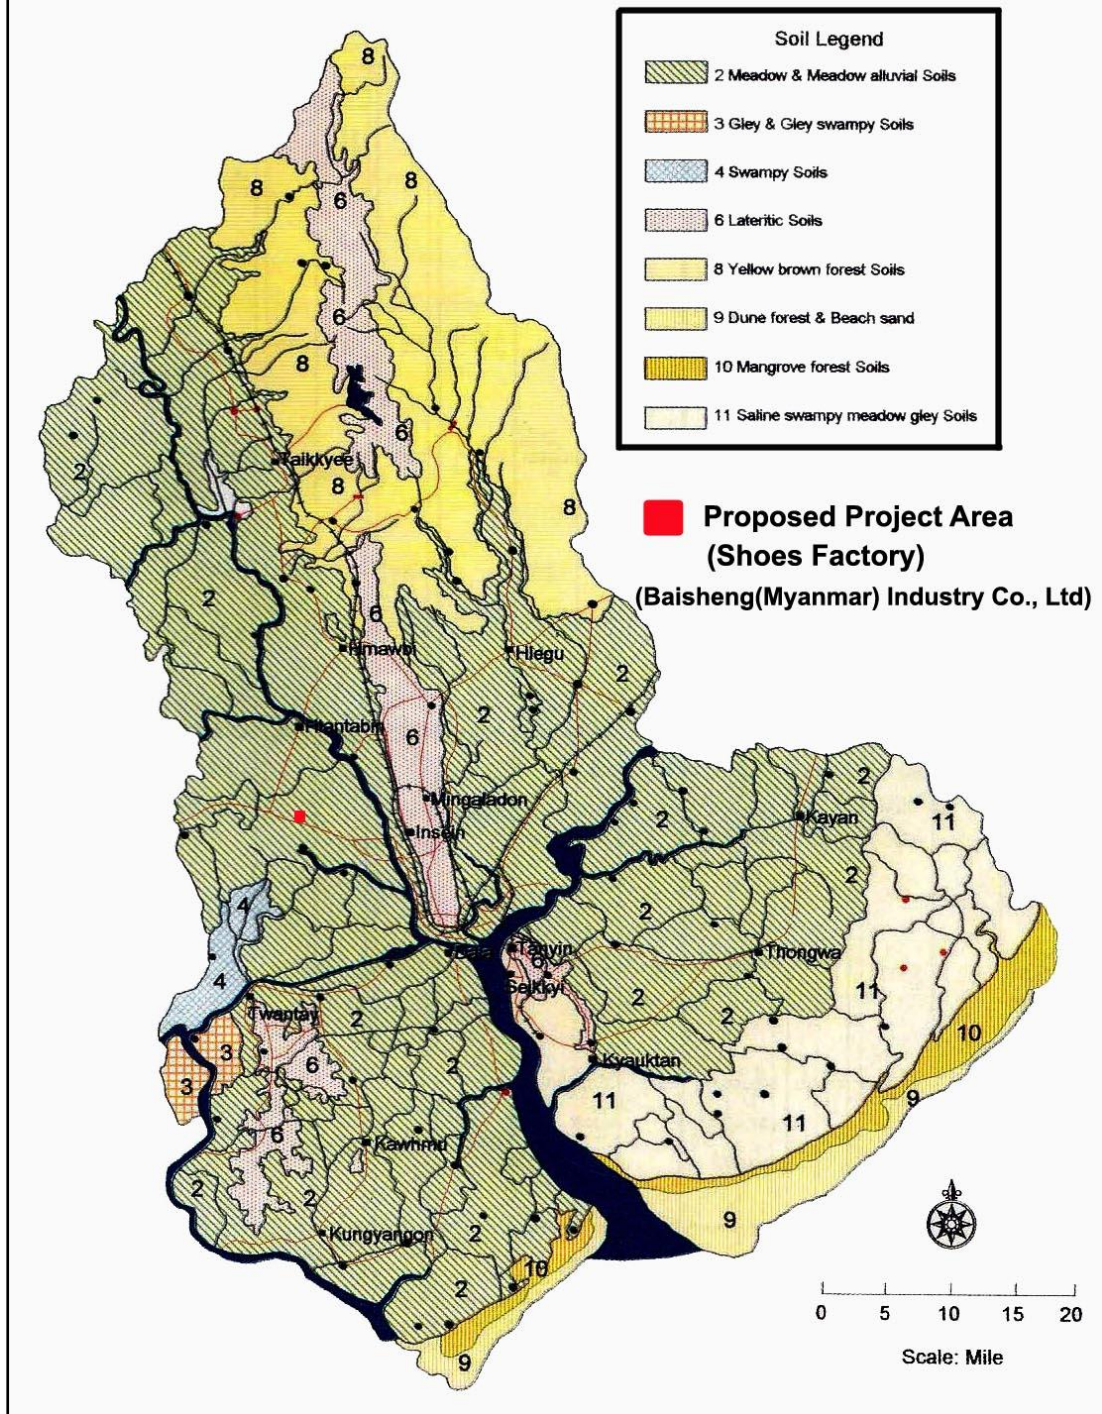 Soil Legend
2 Meadow & Meadow alluvial Soils
3 Gley & Gley swampy Soils
4 Swampy Soils
6 Lateritic Soils
8 Yellow brown forest Soils
9 Dune forest & Beach sand
10 Mangrove forest Soils
11 Saline swampy meadow gley Soils
Proposed Project Area
(Shoes Factory)
(Baisheng(Myanmar) Industry Co., Ltd)
8
8
8
6
6
8
6
2
Taikkyee
8
8
2
6
Hmawbi
Hlegu
2
2
Htantabin
6
2
Mingaladon
2
Kayan
11
Insein
2
4
2
Dala
Tanyin
6
Thongwa
4
Seikkyi
2
11
Twantay
2
2
10
3
6
2
Kyauktan
3
11
9
11
6
Kawhmu
2
2
9
Kungyangon
2
10
2
9
0 5 10 15 20
Scale: Mile